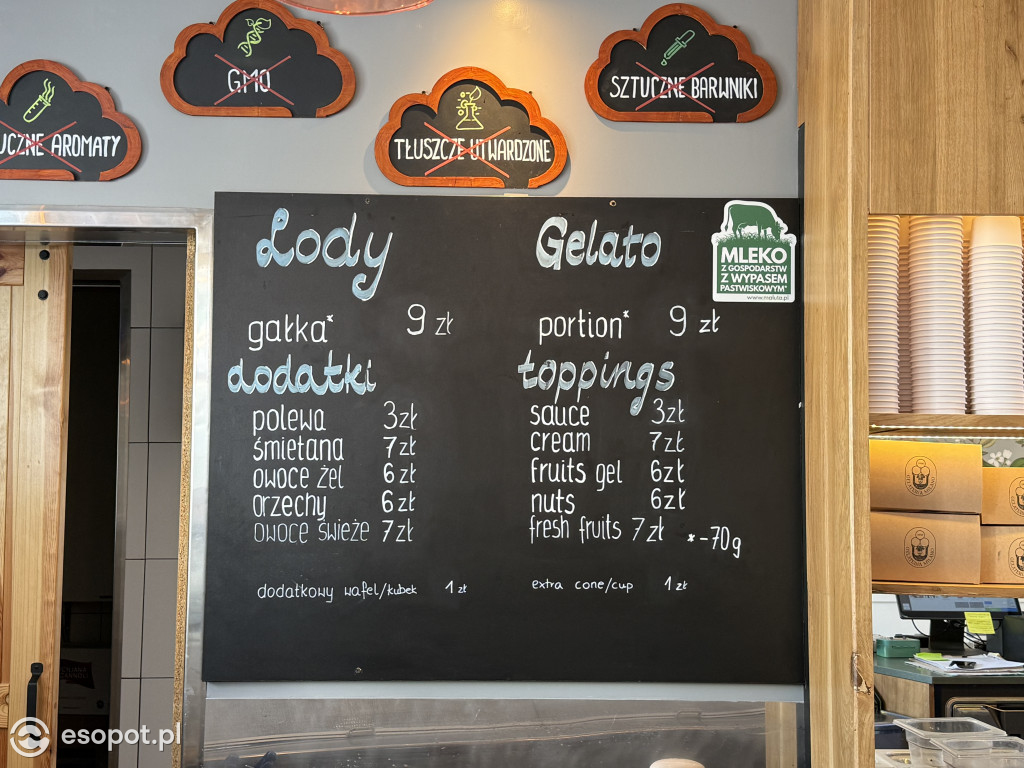 GMO
SZTUCZNE BARWNIKI
UCZNE AROMATY
TŁUSZCZE UTWARDZONE
Lody
gałka* 9 zł
dodatki
polewa 3zł
śmietana 7zł
owoce żel 6zł
orzechy 6zł
owoce świeże 7zł
dodatkowy wafel/kubek 1 zł
Gelato
portion* 9 zł
toppings
sauce 3zł
cream 7zł
fruits gel 6zł
nuts 6zł
fresh fruits 7zł
*-70g
extra cone/cup 1 zł
MLEKO
Z GOSPODARSTW
Z WYPASEM
PASTWISKOWYM*
www.maluta.pl
esopot.pl